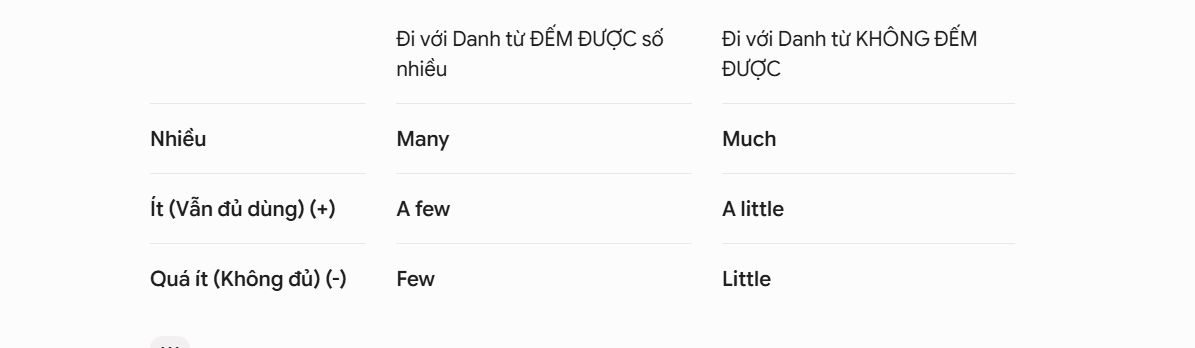 Đi với Danh từ ĐẾM ĐƯỢC số
nhiều
Đi với Danh từ KHÔNG ĐẾM
ĐƯỢC
Nhiều
Many
Much
Ít (Vẫn đủ dùng) (+)
A few
A little
Quá ít (Không đủ) (-)
Few
Little